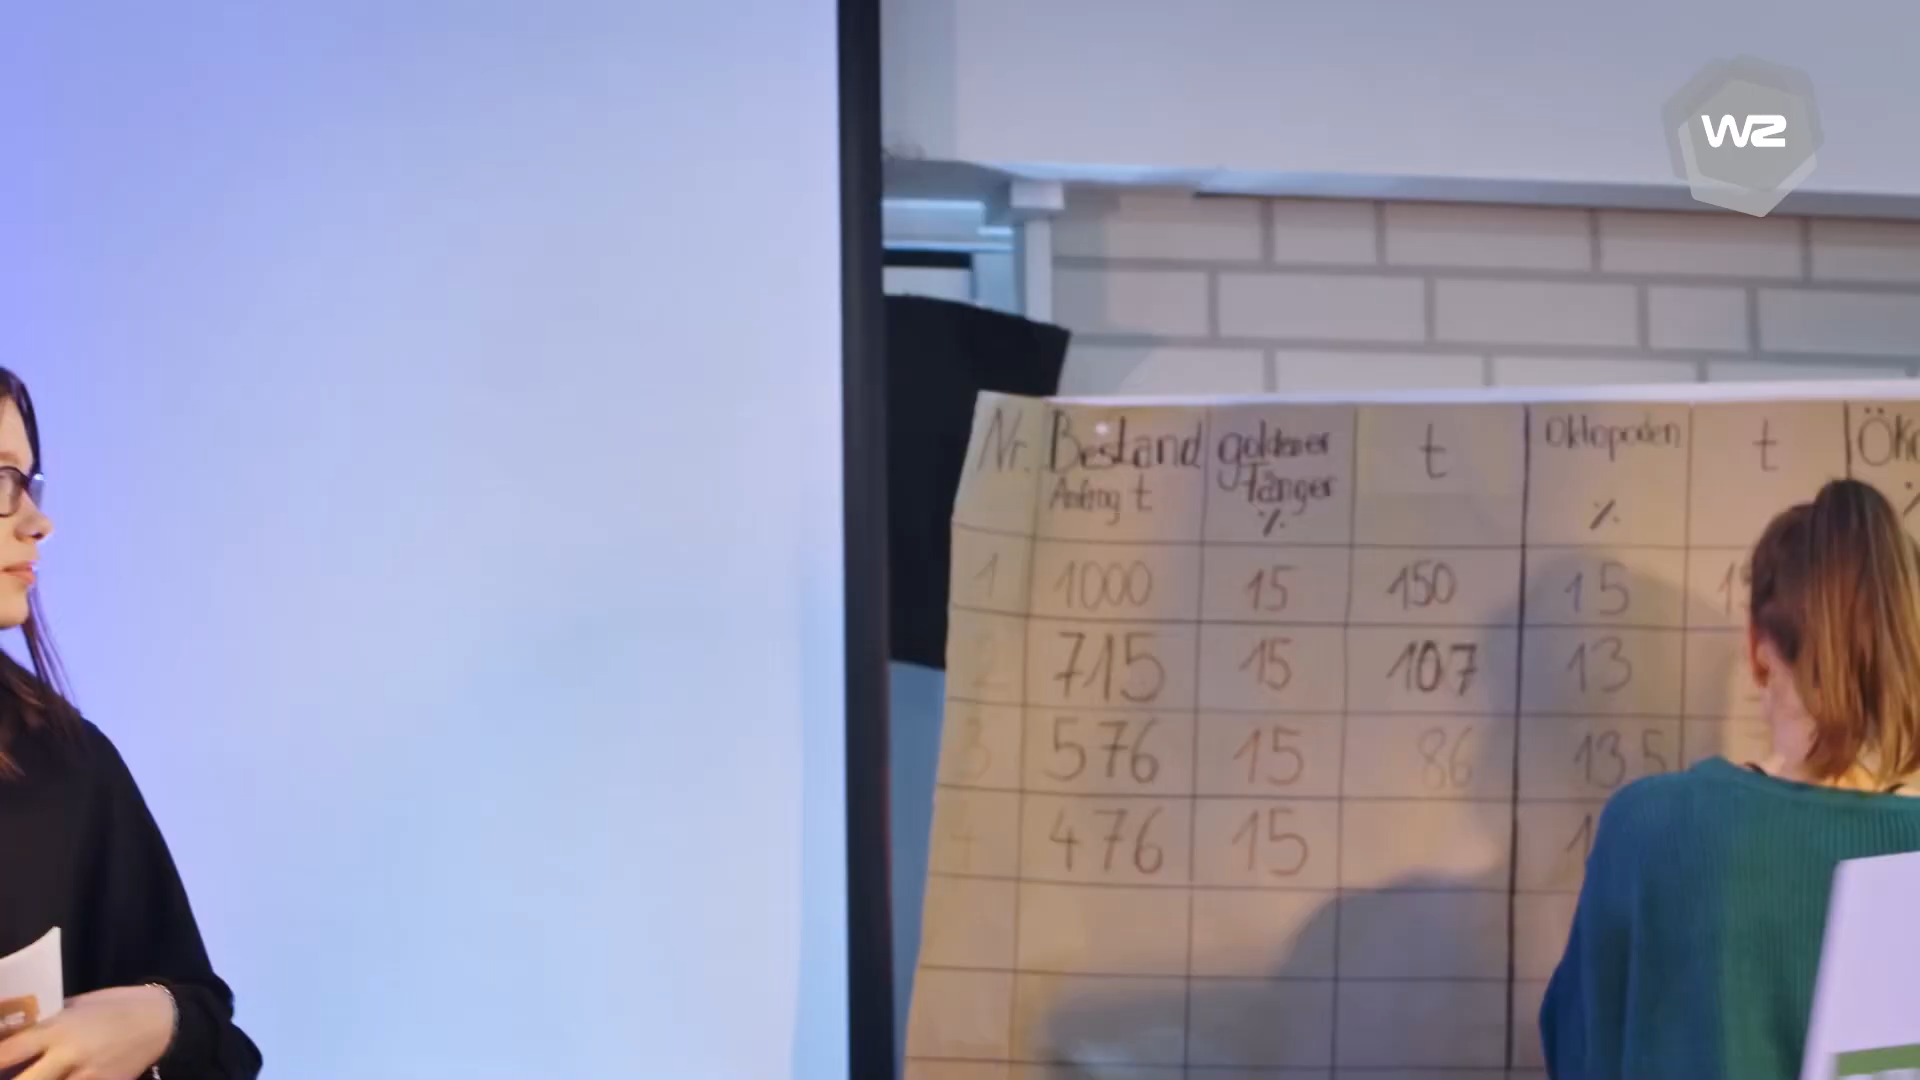 WZ
Nr. Bestand goldener t Oktopoden t Öko
Anfang t Fänger
% %
1 1000 15 150 15
2 715 15 107 13
3 576 15 86 13,5
4 476 15